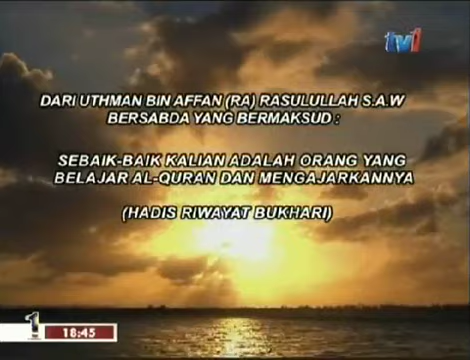 tv1
DARI UTHMAN BIN AFFAN (RA) RASULULLAH S.A.W
BERSABDA YANG BERMAKSUD :
SEBAIK-BAIK KALIAN ADALAH ORANG YANG
BELAJAR AL-QURAN DAN MENGAJARKANNYA
(HADIS RIWAYAT BUKHARI)
1
18:45